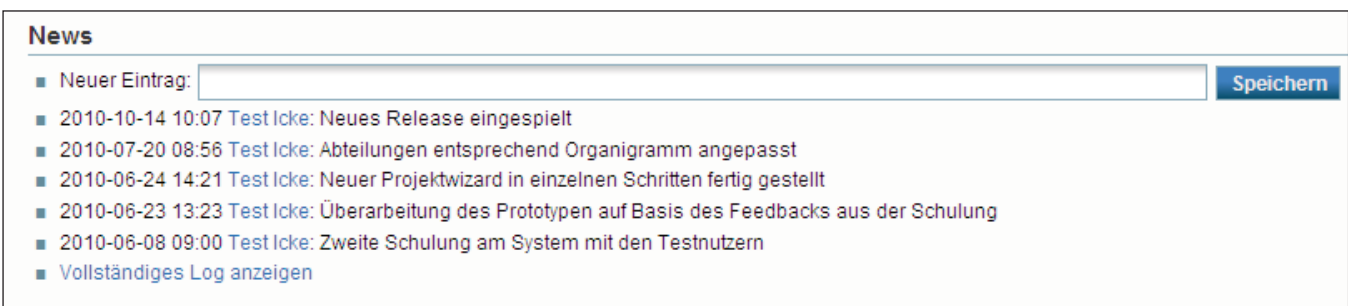 News
Neuer Eintrag: Speichern
2010-10-14 10:07 Test Icke: Neues Release eingespielt
2010-07-20 08:56 Test Icke: Abteilungen entsprechend Organigramm angepasst
2010-06-24 14:21 Test Icke: Neuer Projektwizard in einzelnen Schritten fertig gestellt
2010-06-23 13:23 Test Icke: Überarbeitung des Prototypen auf Basis des Feedbacks aus der Schulung
2010-06-08 09:00 Test Icke: Zweite Schulung am System mit den Testnutzern
Vollständiges Log anzeigen